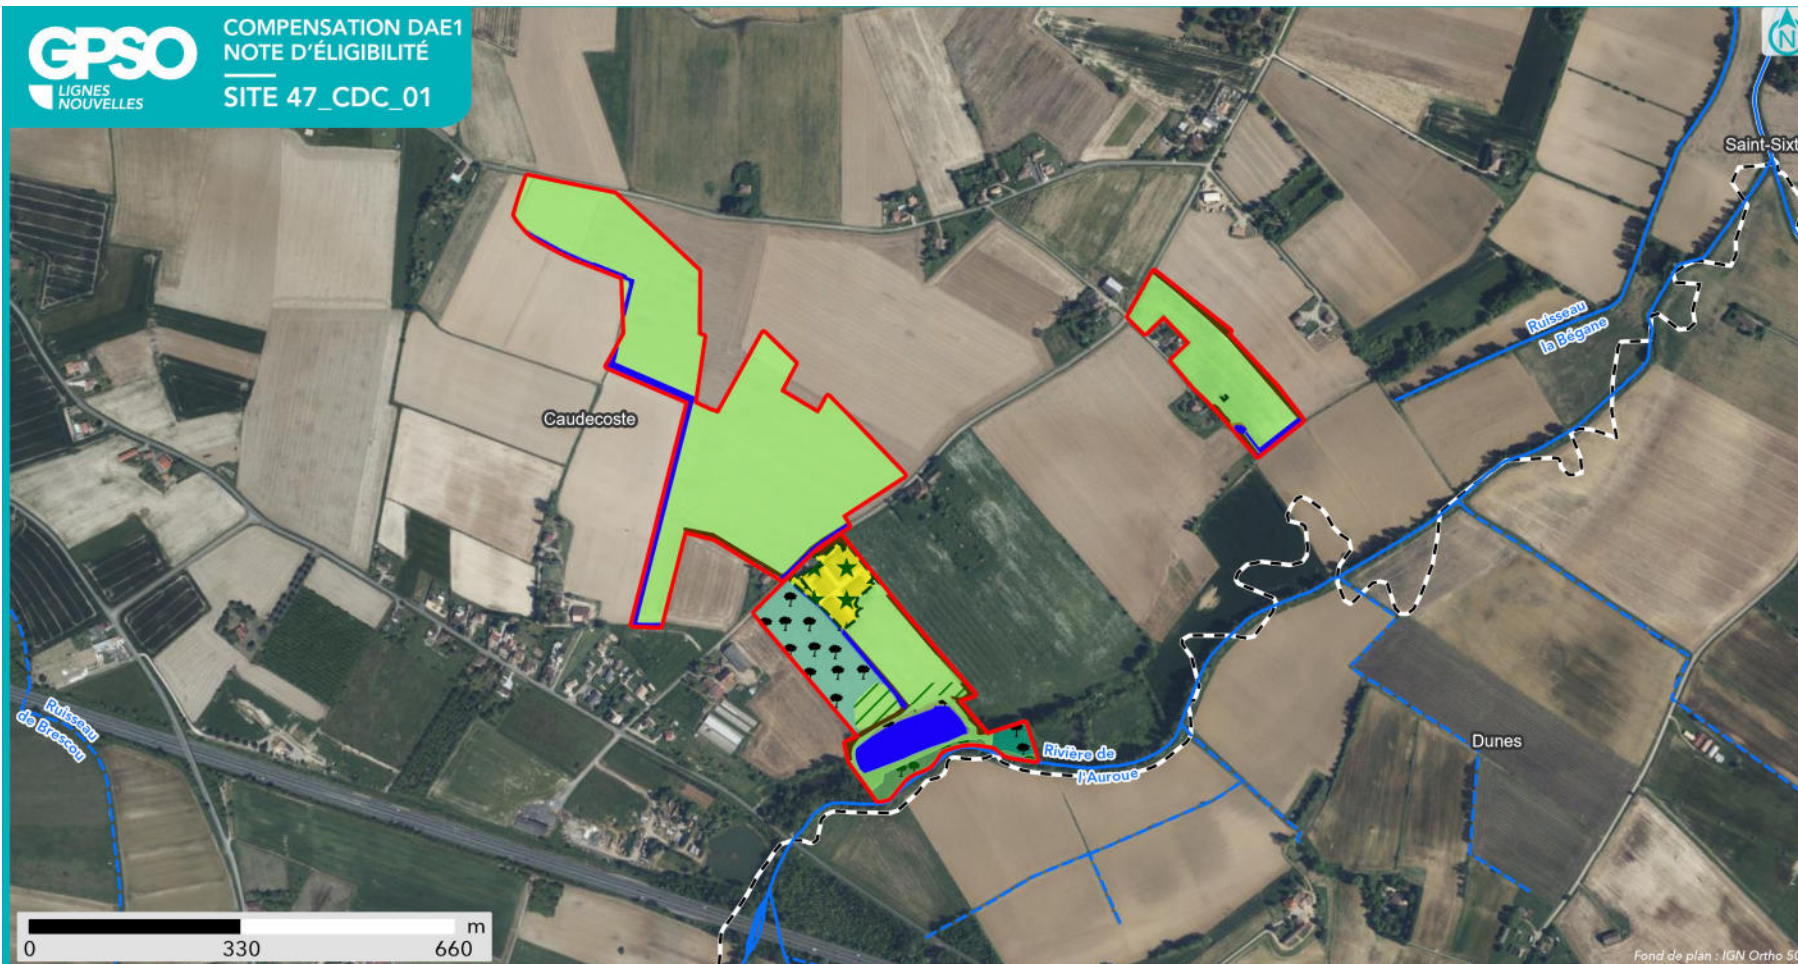 GPSO
LIGNES
NOUVELLES
COMPENSATION DAE1
NOTE D'ÉLIGIBILITÉ
SITE 47_CDC_01
N
Saint-Sixt
Ruisseau
la Bégane
Caudecoste
Ruisseau
de Brescou
Rivière de
l'Auroue
Dunes
m
0 330 660
Fond de plan : IGN Ortho 50